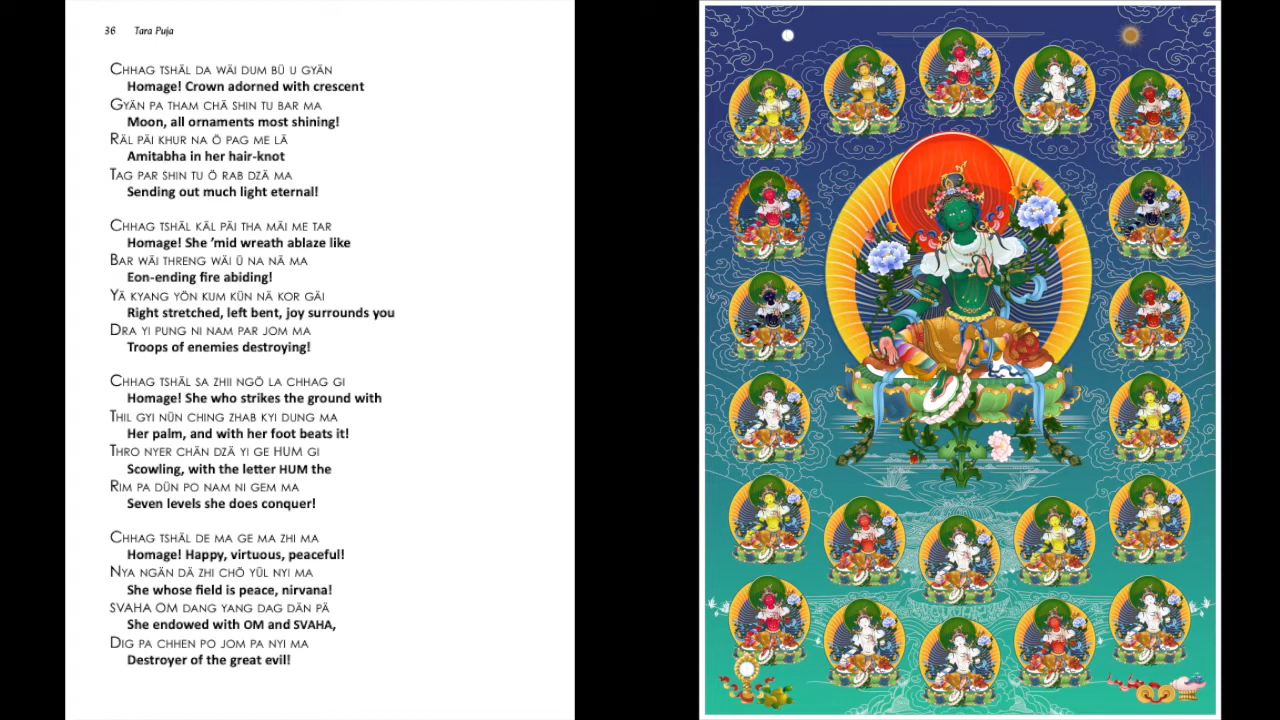 36 Tara Puja
CHHAG TSHÄL DA WÄI DUM BÜ U GYÄN
Homage! Crown adorned with crescent
GYÄN PA THAM CHÄ SHIN TU BAR MA
Moon, all ornaments most shining!
RÄL PÄI KHUR NA Ö PAG ME LÄ
Amitabha in her hair-knot
TAG PAR SHIN TU Ö RAB DZÄ MA
Sending out much light eternal!
CHHAG TSHÄL KÄL PÄI THA MÄI ME TAR
Homage! She ’mid wreath ablaze like
BAR WÄI THRENG WÄI Ü NA NÄ MA
Eon-ending fire abiding!
YÄ KYANG YÖN KUM KÜN NÄ KOR GÄI
Right stretched, left bent, joy surrounds you
DRA YI PUNG NI NAM PAR JOM MA
Troops of enemies destroying!
CHHAG TSHÄL SA ZHII NGÖ LA CHHAG GI
Homage! She who strikes the ground with
THIL GYI NÜN CHING ZHAB KYI DUNG MA
Her palm, and with her foot beats it!
THRO NYER CHÄN DZÄ YI GE HUM GI
Scowling, with the letter HUM the
RIM PA DÜN PO NAM NI GEM MA
Seven levels she does conquer!
CHHAG TSHÄL DE MA GE MA ZHI MA
Homage! Happy, virtuous, peaceful!
NYA NGÄN DÄ ZHI CHÖ YÜL NYI MA
She whose field is peace, nirvana!
SVAHA OM DANG YANG DAG DÄN PÄ
She endowed with OM and SVAHA,
DIG PA CHHEN PO JOM PA NYI MA
Destroyer of the great evil!